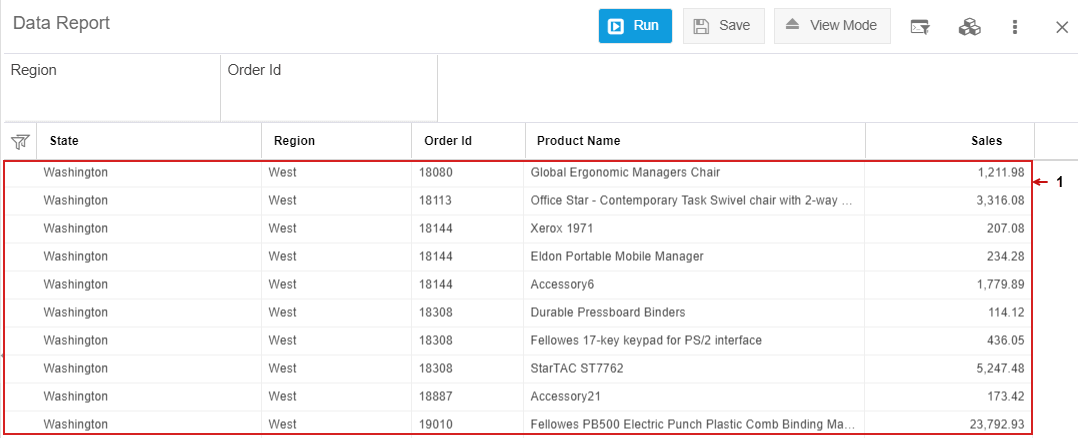 Data Report Run Save View Mode
Region Order Id
State Region Order Id Product Name Sales
Washington West 18080 Global Ergonomic Managers Chair 1,211.98
1
Washington West 18113 Office Star - Contemporary Task Swivel chair with 2-way ... 3,316.08
Washington West 18144 Xerox 1971 207.08
Washington West 18144 Eldon Portable Mobile Manager 234.28
Washington West 18144 Accessory6 1,779.89
Washington West 18308 Durable Pressboard Binders 114.12
Washington West 18308 Fellowes 17-key keypad for PS/2 interface 436.05
Washington West 18308 StarTAC ST7762 5,247.48
Washington West 18887 Accessory21 173.42
Washington West 19010 Fellowes PB500 Electric Punch Plastic Comb Binding Ma... 23,792.93